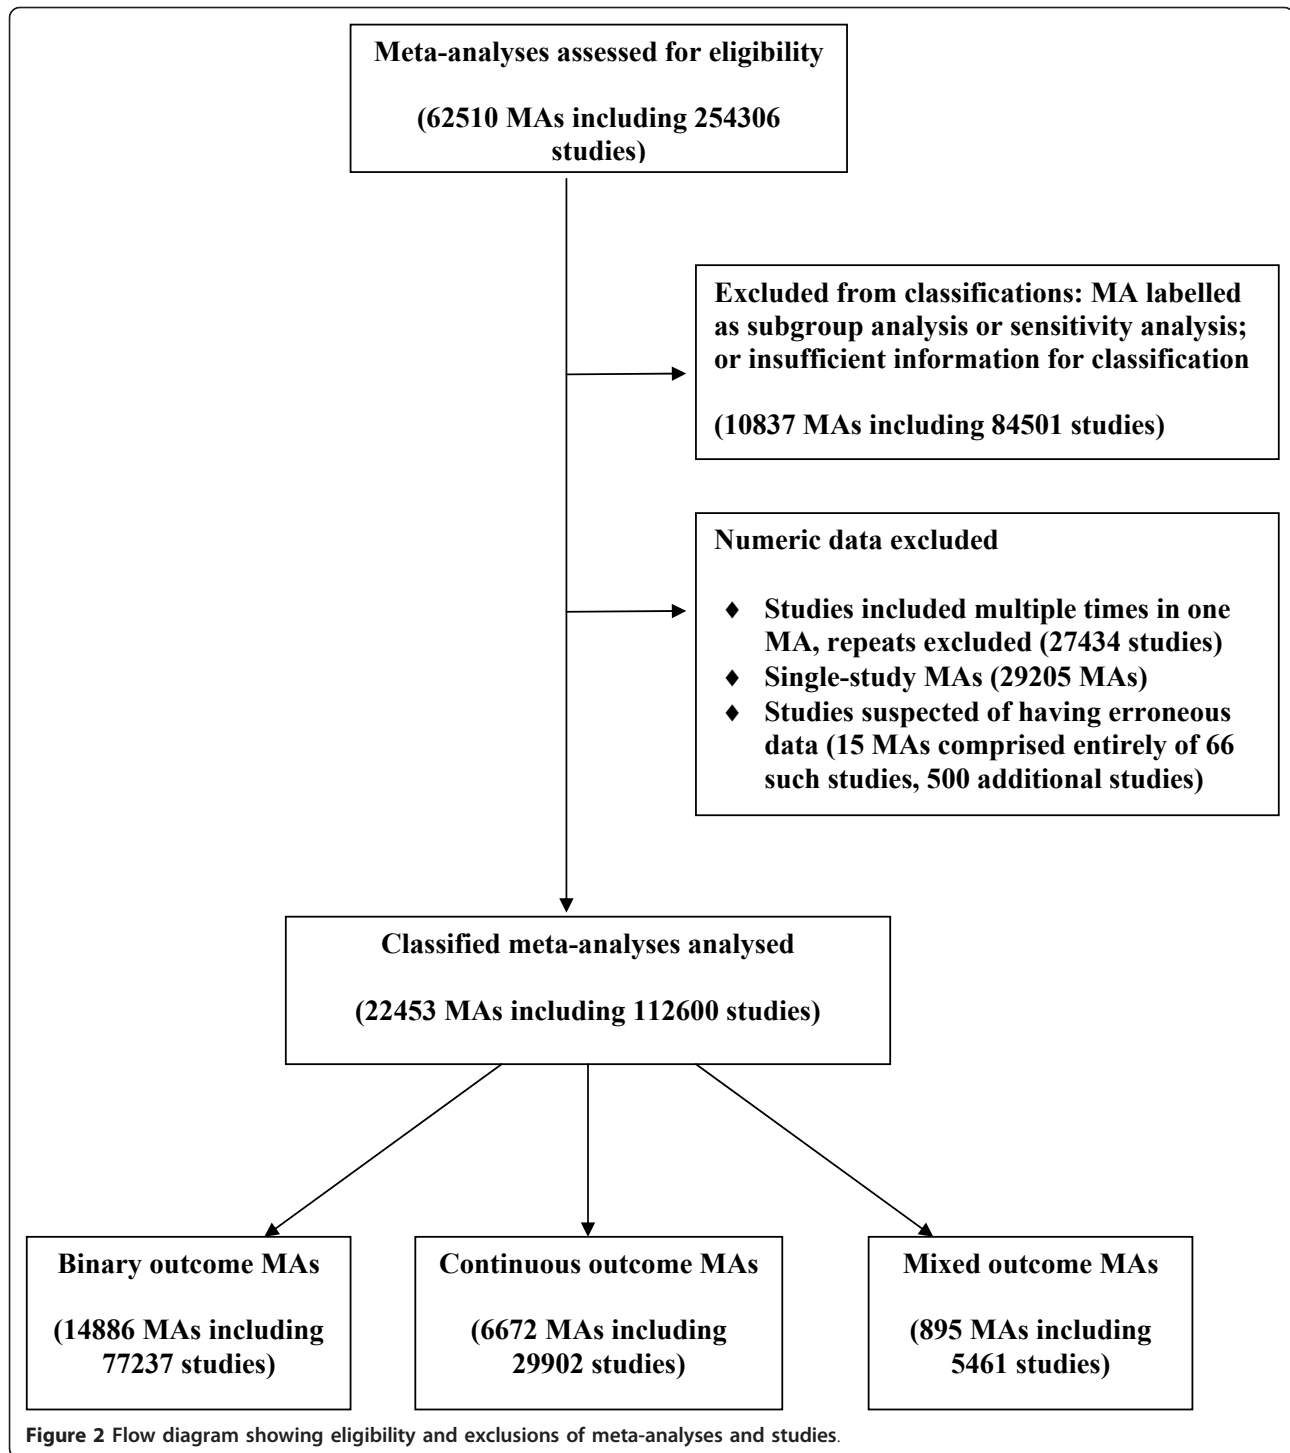 Meta-analyses assessed for eligibility
(62510 MAs including 254306
studies)
Excluded from classifications: MA labelled
as subgroup analysis or sensitivity analysis;
or insufficient information for classification
(10837 MAs including 84501 studies)
Numeric data excluded
♦ Studies included multiple times in one
MA, repeats excluded (27434 studies)
♦ Single-study MAs (29205 MAs)
♦ Studies suspected of having erroneous
data (15 MAs comprised entirely of 66
such studies, 500 additional studies)
Classified meta-analyses analysed
(22453 MAs including 112600 studies)
Binary outcome MAs
(14886 MAs including
77237 studies)
Continuous outcome MAs
(6672 MAs including
29902 studies)
Mixed outcome MAs
(895 MAs including
5461 studies)
Figure 2 Flow diagram showing eligibility and exclusions of meta-analyses and studies.